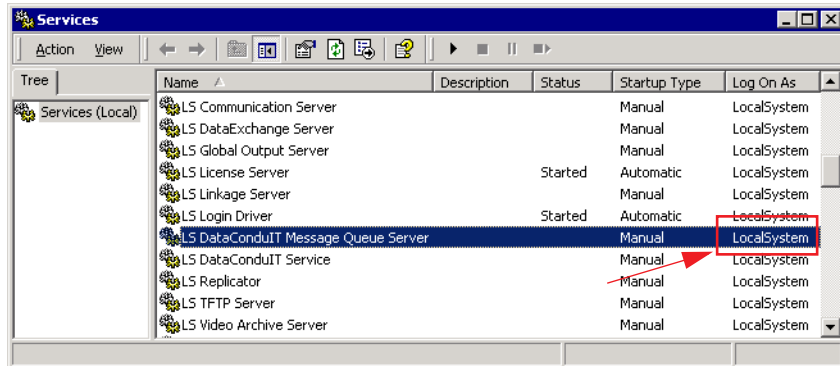 Services
Action View
Tree
Name Description Status Startup Type Log On As
Services (Local)
LS Communication Server Manual LocalSystem
LS DataExchange Server Manual LocalSystem
LS Global Output Server Manual LocalSystem
LS License Server Started Automatic LocalSystem
LS Linkage Server Manual LocalSystem
LS Login Driver Started Automatic LocalSystem
LS DataConduIT Message Queue Server Manual LocalSystem
LS DataConduIT Service Manual LocalSystem
LS Replicator Manual LocalSystem
LS TFTP Server Manual LocalSystem
LS Video Archive Server Manual LocalSystem